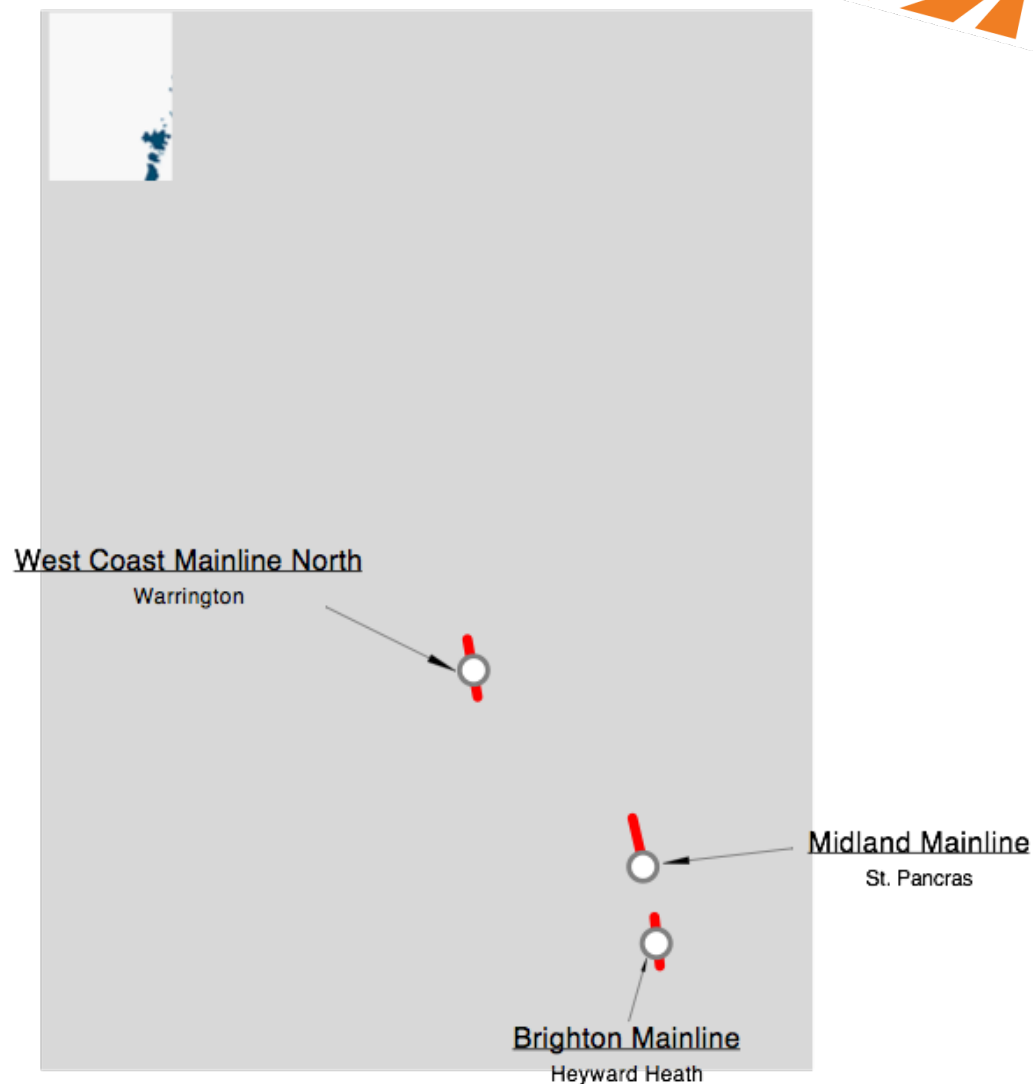 West Coast Mainline North
Warrington
Midland Mainline
St. Pancras
Brighton Mainline
Heyward Heath